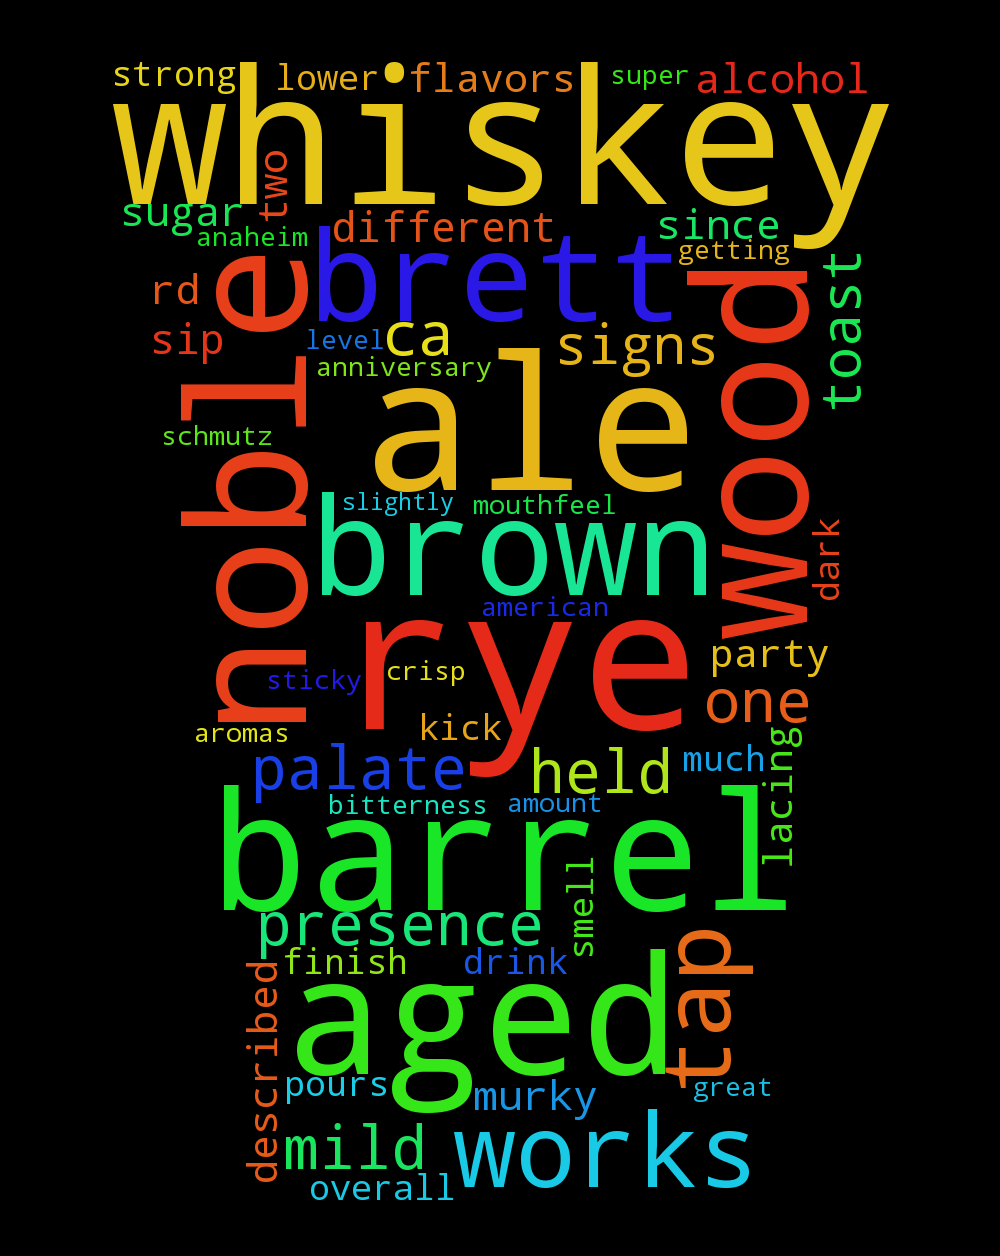 strong
lower
flavors
super
alcohol
whiskey
two
sugar
anaheim
different
since
getting
brett
noble
wood
toast
rd
sip
level
ca
signs
anniversary
ale
schmutz
slightly
mouthfeel
brown
dark
american
rye
sticky
crisp
party
one
aromas
kick
palate
held
much
lacing
bitterness
amount
barrel
presence
smell
finish
drink
tap
described
aged
pours
murky
great
mild
works
overall